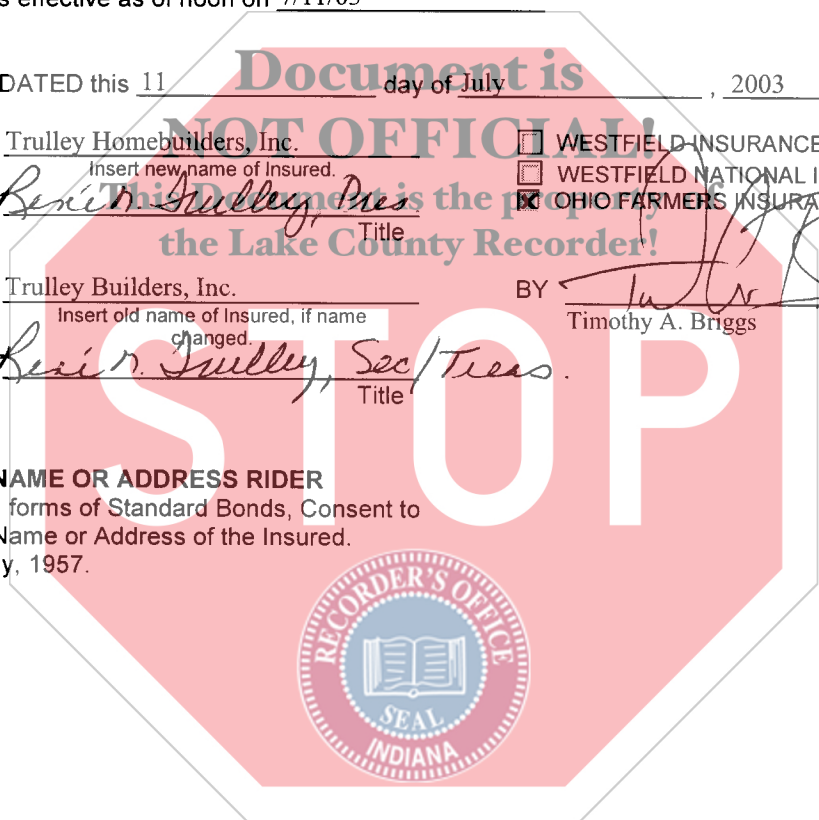 s effective as of noon on 7/11/03
Document is
DATED this 11 day of July, 2003
NOT OFFICIAL!
Trulley Homebuilders, Inc.
WESTFIELD INSURANCE
Insert new name of Insured.
WESTFIELD NATIONAL I
This Document is the property of
Trulley, Pres
OHIO FARMERS INSURA
Title
the Lake County Recorder!
Trulley Builders, Inc.
BY
Insert old name of Insured, if name
changed.
Timothy A. Briggs
Trulley, Sec/Treas.
Title
STOP
NAME OR ADDRESS RIDER
forms of Standard Bonds, Consent to
Name or Address of the Insured.
y, 1957.
RECORDER'S OFFICE
SEAL
INDIANA